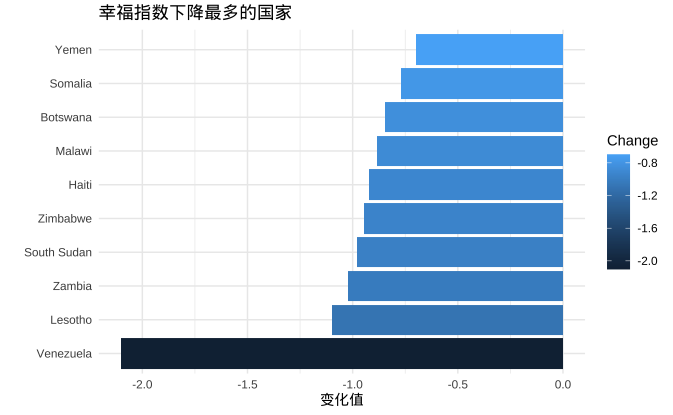 幸福指数下降最多的国家
Yemen
Somalia
Botswana
Malawi
Haiti
Zimbabwe
South Sudan
Zambia
Lesotho
Venezuela
-2.0 -1.5 -1.0 -0.5 0.0
变化值
Change
-0.8
-1.2
-1.6
-2.0